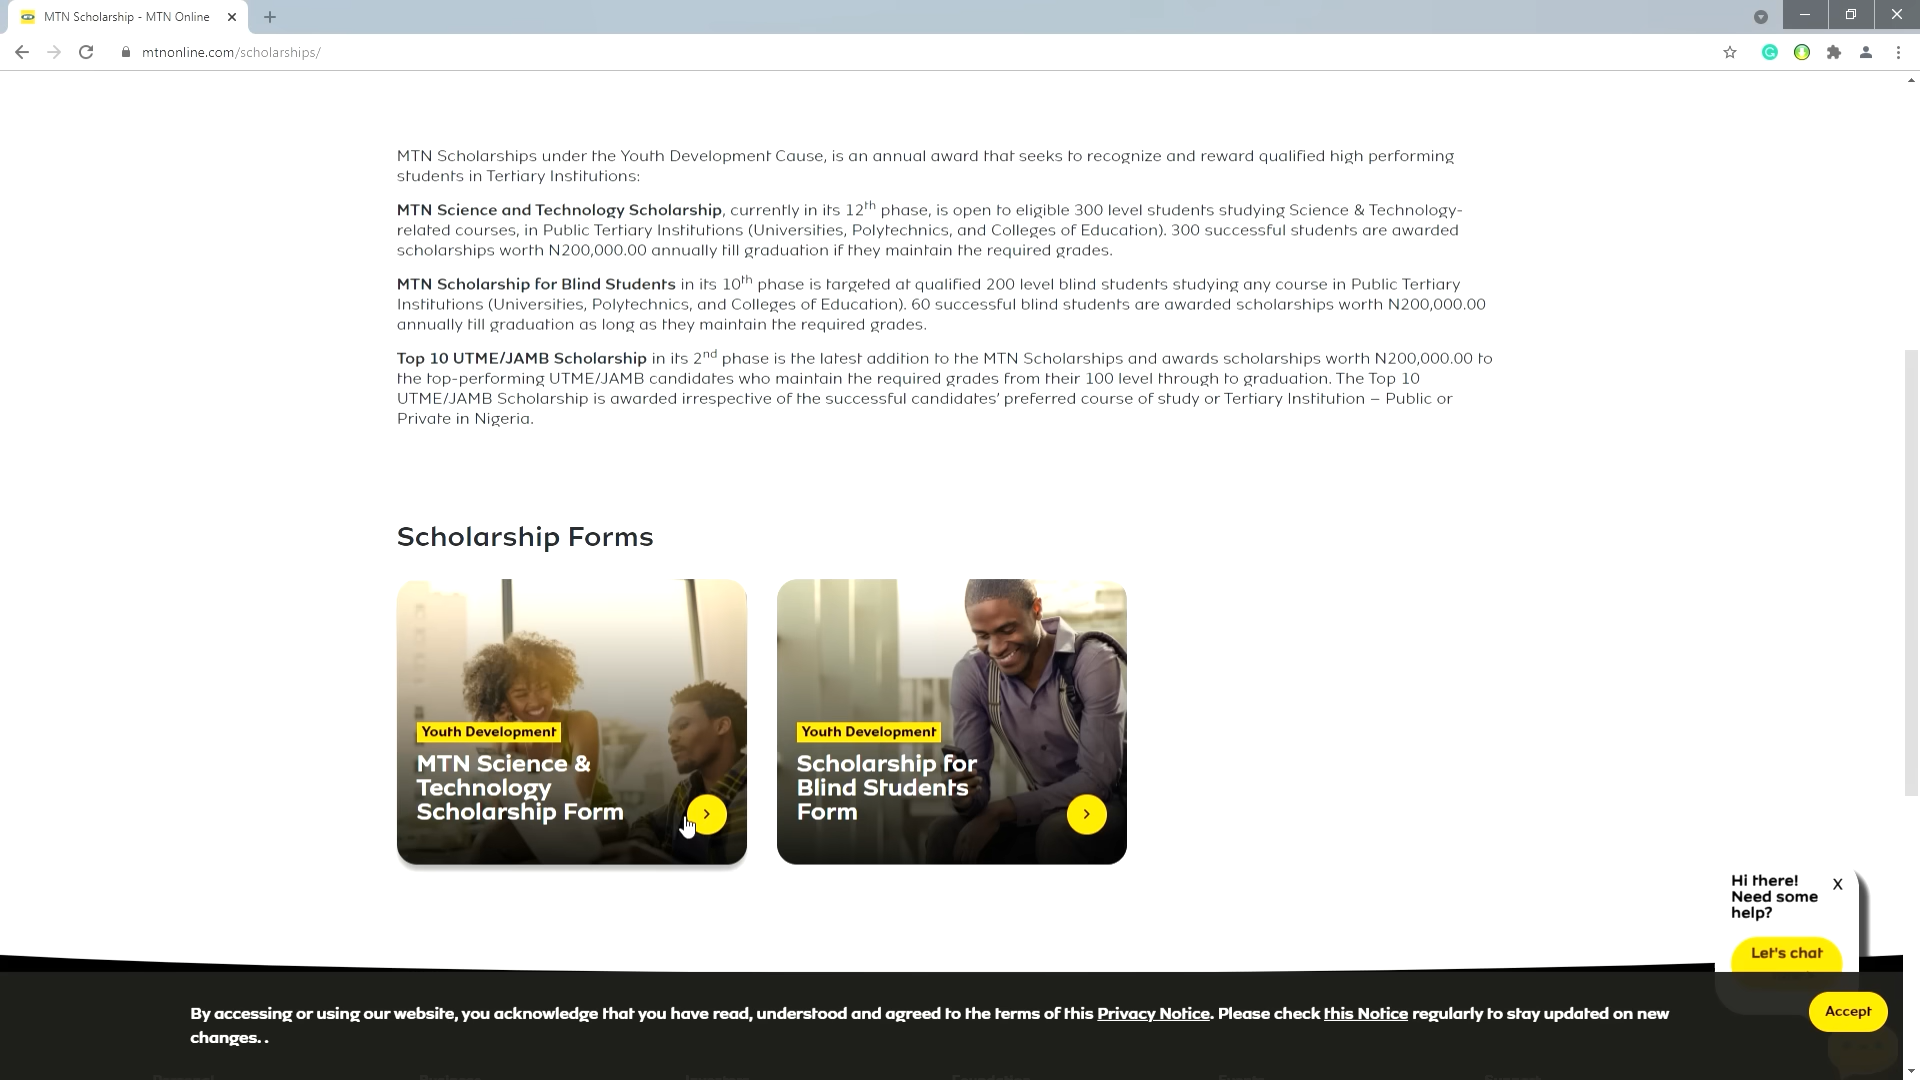 MTN Scholarship - MTN Online
mtnonline.com/scholarships/
MTN Scholarships under the Youth Development Cause, is an annual award that seeks to recognize and reward qualified high performing
students in Tertiary Institutions:
MTN Science and Technology Scholarship, currently in its 12th phase, is open to eligible 300 level students studying Science & Technology-
related courses, in Public Tertiary Institutions (Universities, Polytechnics, and Colleges of Education). 300 successful students are awarded
scholarships worth N200,000.00 annually till graduation if they maintain the required grades.
MTN Scholarship for Blind Students in its 10th phase is targeted at qualified 200 level blind students studying any course in Public Tertiary
Institutions (Universities, Polytechnics, and Colleges of Education). 60 successful blind students are awarded scholarships worth N200,000.00
annually till graduation as long as they maintain the required grades.
Top 10 UTME/JAMB Scholarship in its 2nd phase is the latest addition to the MTN Scholarships and awards scholarships worth N200,000.00 to
the top-performing UTME/JAMB candidates who maintain the required grades from their 100 level through to graduation. The Top 10
UTME/JAMB Scholarship is awarded irrespective of the successful candidates' preferred course of study or Tertiary Institution – Public or
Private in Nigeria.
Scholarship Forms
Youth Development
MTN Science &
Technology
Scholarship Form
Youth Development
Scholarship for
Blind Students
Form
Hi there!
Need some
help?
X
Let's chat
By accessing or using our website, you acknowledge that you have read, understood and agreed to the terms of this Privacy Notice. Please check this Notice regularly to stay updated on new
changes. .
Accept